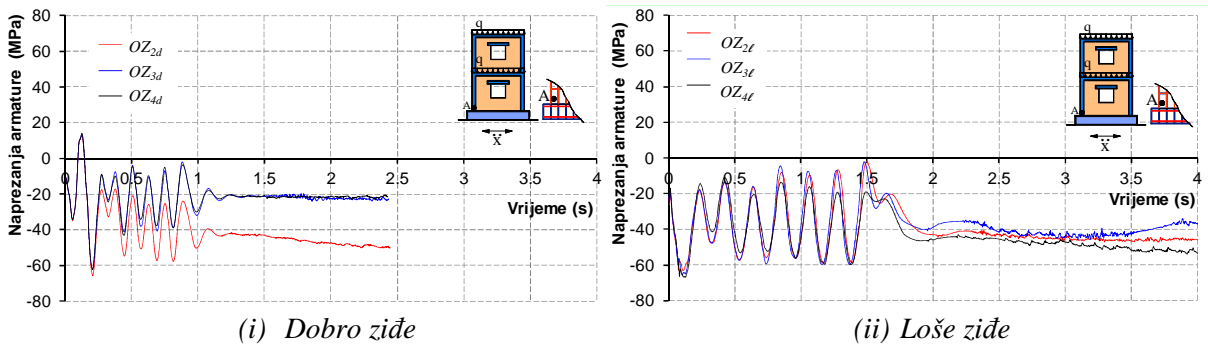 Naprezanja armature (MPa)
80
60
40
20
0
-20
-40
-60
-80
0
0.5
1
1.5
2
2.5
3
3.5
4
Vrijeme (s)
OZ2d
OZ3d
OZ4d
q
q
A
A
ẍ
(i) Dobro ziđe
Naprezanja armature (MPa)
80
60
40
20
0
-20
-40
-60
-80
0
0.5
1
1.5
2
2.5
3
3.5
4
Vrijeme (s)
OZ2ℓ
OZ3ℓ
OZ4ℓ
q
q
A
A
ẍ
(ii) Loše ziđe